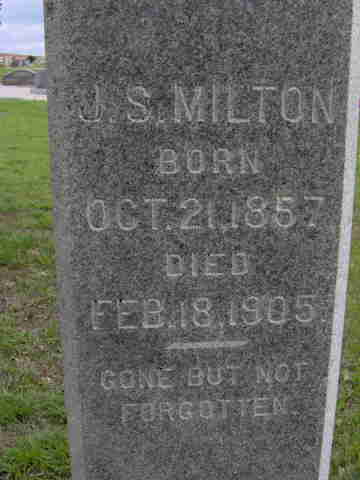 J. S. MILTON
BORN
OCT. 21, 1857
DIED
FEB. 18, 1905
GONE BUT NOT
FORGOTTEN.